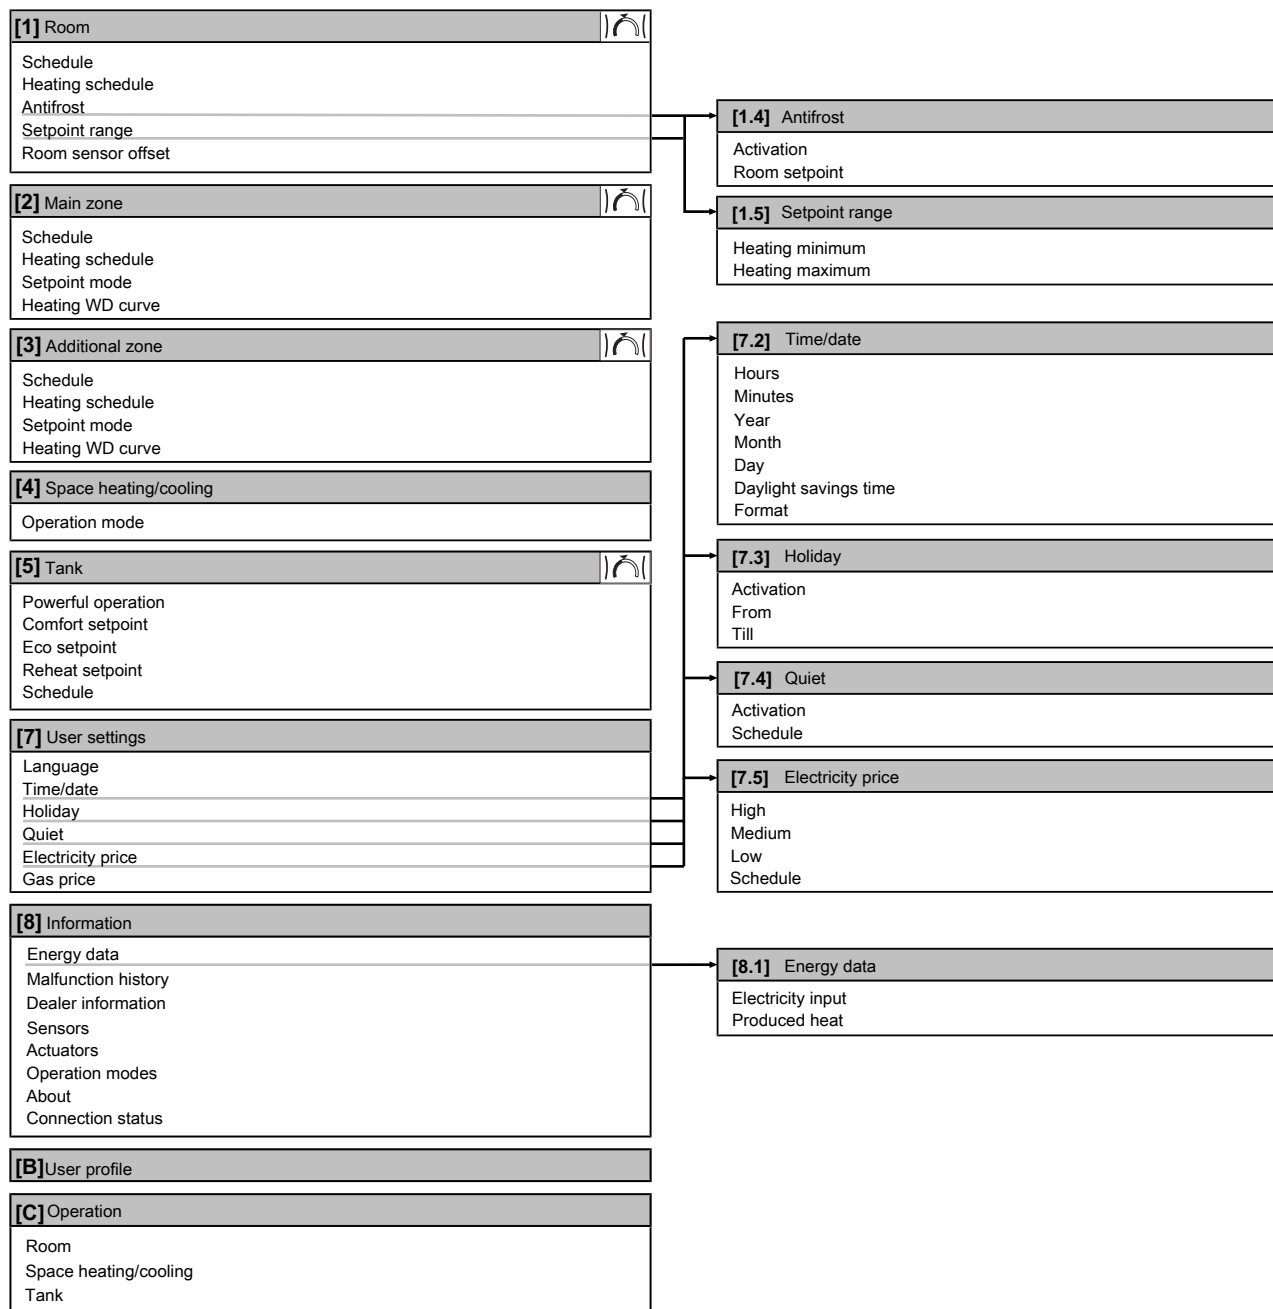 [1] Room
Schedule
Heating schedule
Antifrost
Setpoint range
Room sensor offset
[2] Main zone
Schedule
Heating schedule
Setpoint mode
Heating WD curve
[3] Additional zone
Schedule
Heating schedule
Setpoint mode
Heating WD curve
[4] Space heating/cooling
Operation mode
[5] Tank
Powerful operation
Comfort setpoint
Eco setpoint
Reheat setpoint
Schedule
[7] User settings
Language
Time/date
Holiday
Quiet
Electricity price
Gas price
[8] Information
Energy data
Malfunction history
Dealer information
Sensors
Actuators
Operation modes
About
Connection status
[B] User profile
[C] Operation
Room
Space heating/cooling
Tank
[1.4] Antifrost
Activation
Room setpoint
[1.5] Setpoint range
Heating minimum
Heating maximum
[7.2] Time/date
Hours
Minutes
Year
Month
Day
Daylight savings time
Format
[7.3] Holiday
Activation
From
Till
[7.4] Quiet
Activation
Schedule
[7.5] Electricity price
High
Medium
Low
Schedule
[8.1] Energy data
Electricity input
Produced heat